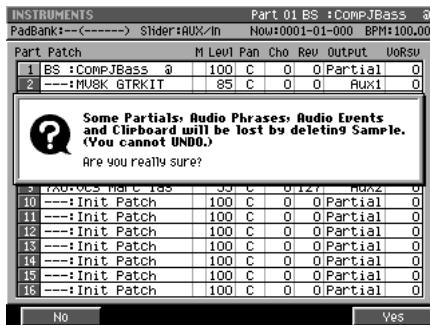 INSTRUMENTS Part 01 BS :CompJBass
PadBank:--(------) Slider:AUX/In Now:0001-01-000 BPM:100.00
Part Patch M Levl Pan Cho Rev Output VoRsv
1 BS :CompJBass 100 C 0 0 Partial 0
2 ---:MV8K GTRKIT 85 C 0 0 Aux1 0
Some Partials, Audio Phrases, Audio Events
and Clipboard will be lost by deleting Sample.
(You cannot UNDO.)
Are you really sure?
10 ---:Init Patch 100 C 0 0 Partial 0
11 ---:Init Patch 100 C 0 0 Partial 0
12 ---:Init Patch 100 C 0 0 Partial 0
13 ---:Init Patch 100 C 0 0 Partial 0
14 ---:Init Patch 100 C 0 0 Partial 0
15 ---:Init Patch 100 C 0 0 Partial 0
16 ---:Init Patch 100 C 0 0 Partial 0
No Yes